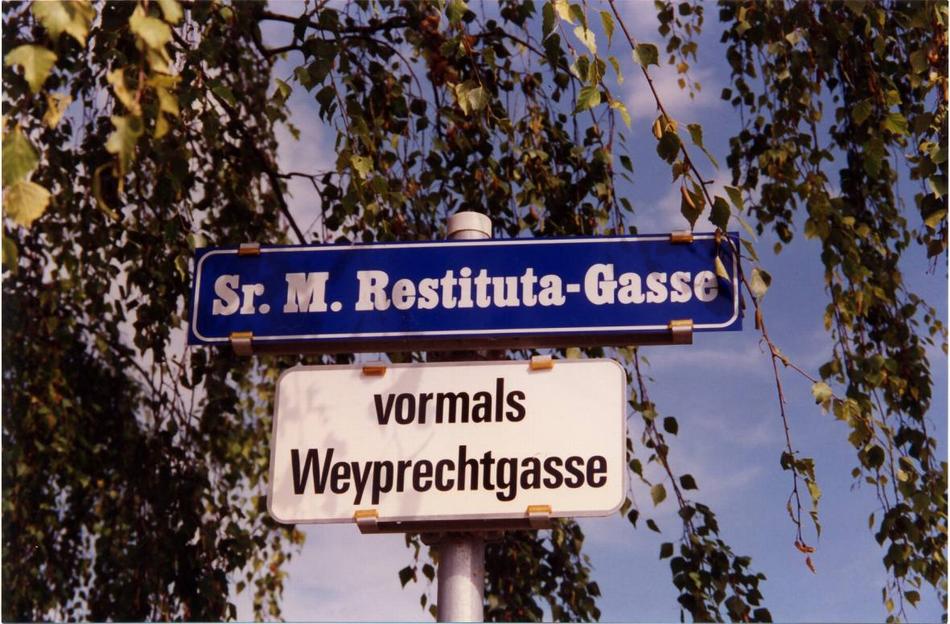 Sr. M. Restituta-Gasse
vormals
Weyprechtgasse